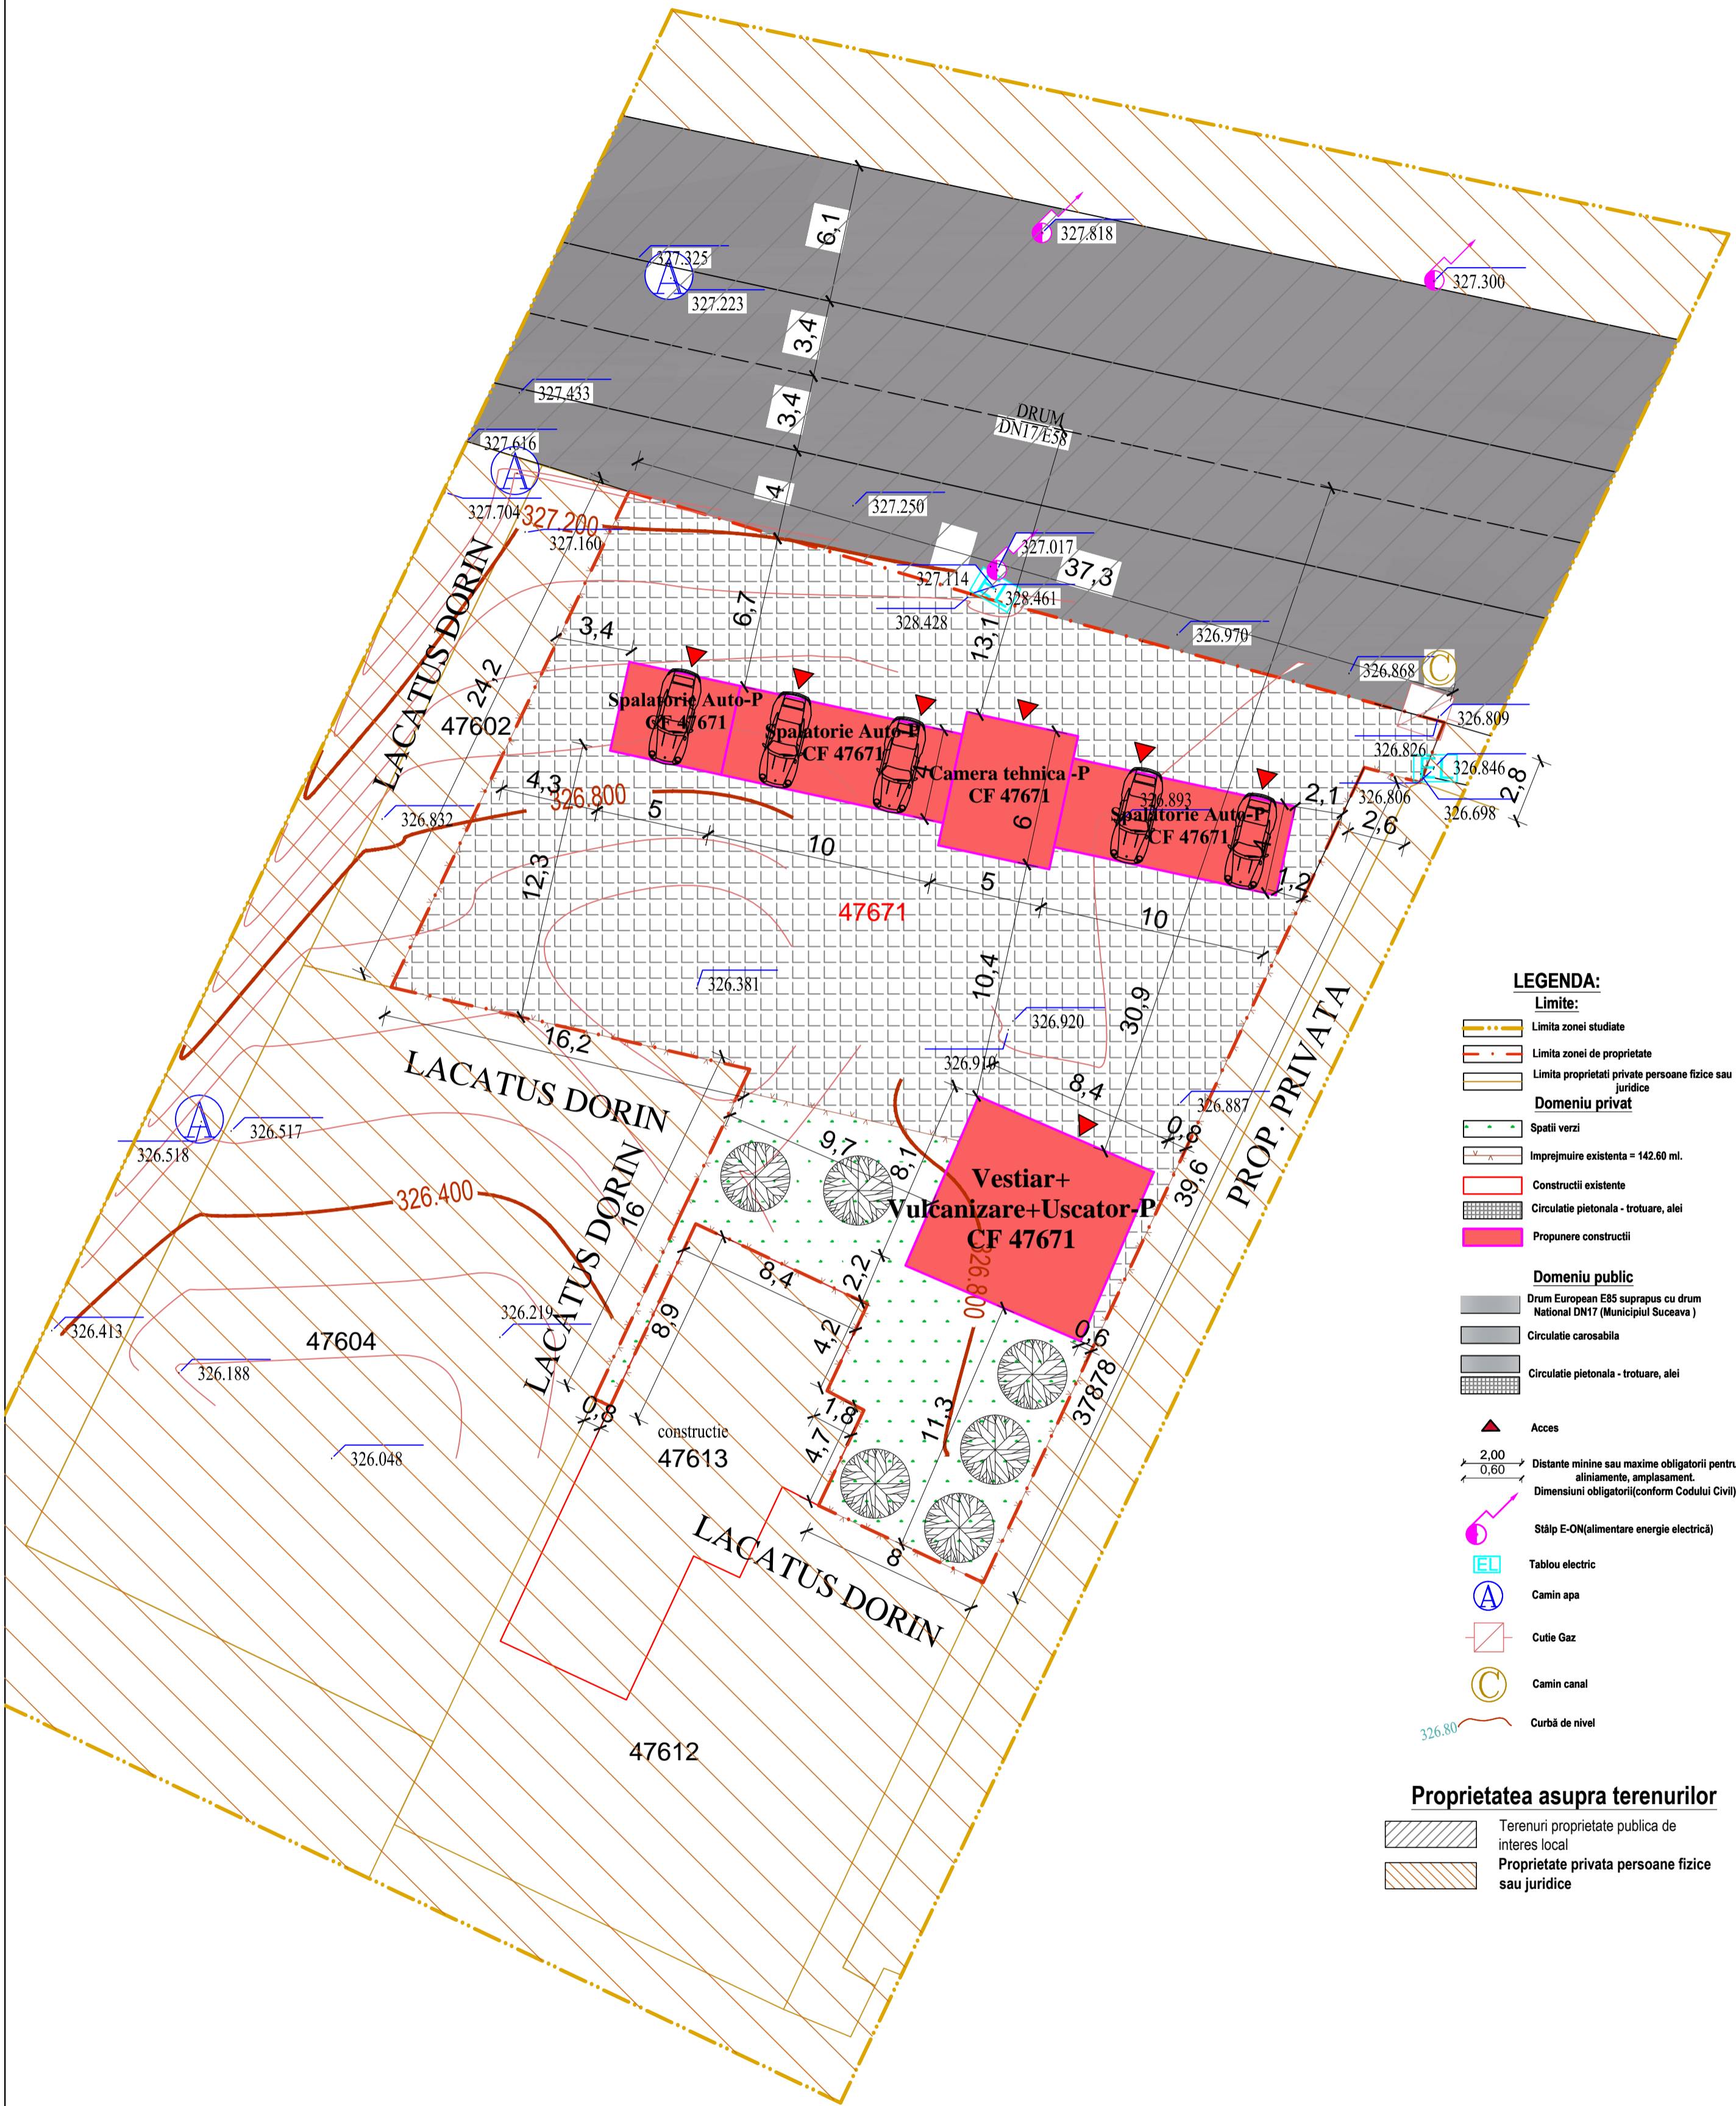 6,1
327.818
327.325
327.223
327.300
3,4
3,4
327.433
DRUM
DN17/E58
327.616
4
327.250
327.704
327.200
327.160
327.017
327.114
37,3
328.461
328.428
LACATUS DORIN
6,7
3,4
13,1
326.970
326.868
24,2
47602
Spalatorie Auto-P
CF 47671
Spalatorie Auto-P
CF 47671
326.809
326.826
Camera tehnica -P
CF 47671
326.846
326.806
326.698
2,8
4,3
326.800
326.832
5
10
6
326.893
Spalatorie Auto-P
CF 47671
4
4
2,1
2,6
1,2
12,3
5
47671
10
326.381
10,4
30,9
326.920
326.910
16,2
LACATUS DORIN
8,4
326.887
PROP. PRIVATA
326.517
326.518
9,7
8,1
0,8
39,6
Vestiar+
Vulcanizare+Uscator-P
CF 47671
326.400
LACATUS DORIN
16
8,4
2,2
326.800
8,9
4,2
326.219
326.413
47604
326.188
0,6
37878
0,8
1,8
11,3
4,7
constructie
47613
326.048
8
LACATUS DORIN
47612
A
A
A
C
EL
LEGENDA:
Limite:
Limita zonei studiate
Limita zonei de proprietate
Limita proprietati private persoane fizice sau
juridice
Domeniu privat
Spatii verzi
Imprejmuire existenta = 142.60 ml.
Constructii existente
Circulatie pietonala - trotuare, alei
Propunere constructii
Domeniu public
Drum European E85 suprapus cu drum
National DN17 (Municipiul Suceava )
Circulatie carosabila
Circulatie pietonala - trotuare, alei
Acces
2,00
0,60
Distante minine sau maxime obligatorii pentru
aliniamente, amplasament.
Dimensiuni obligatorii(conform Codului Civil)
Stâlp E-ON(alimentare energie electrică)
EL
Tablou electric
A
Camin apa
Cutie Gaz
C
Camin canal
326.80
Curbă de nivel
Proprietatea asupra terenurilor
Terenuri proprietate publica de
interes local
Proprietate privata persoane fizice
sau juridice